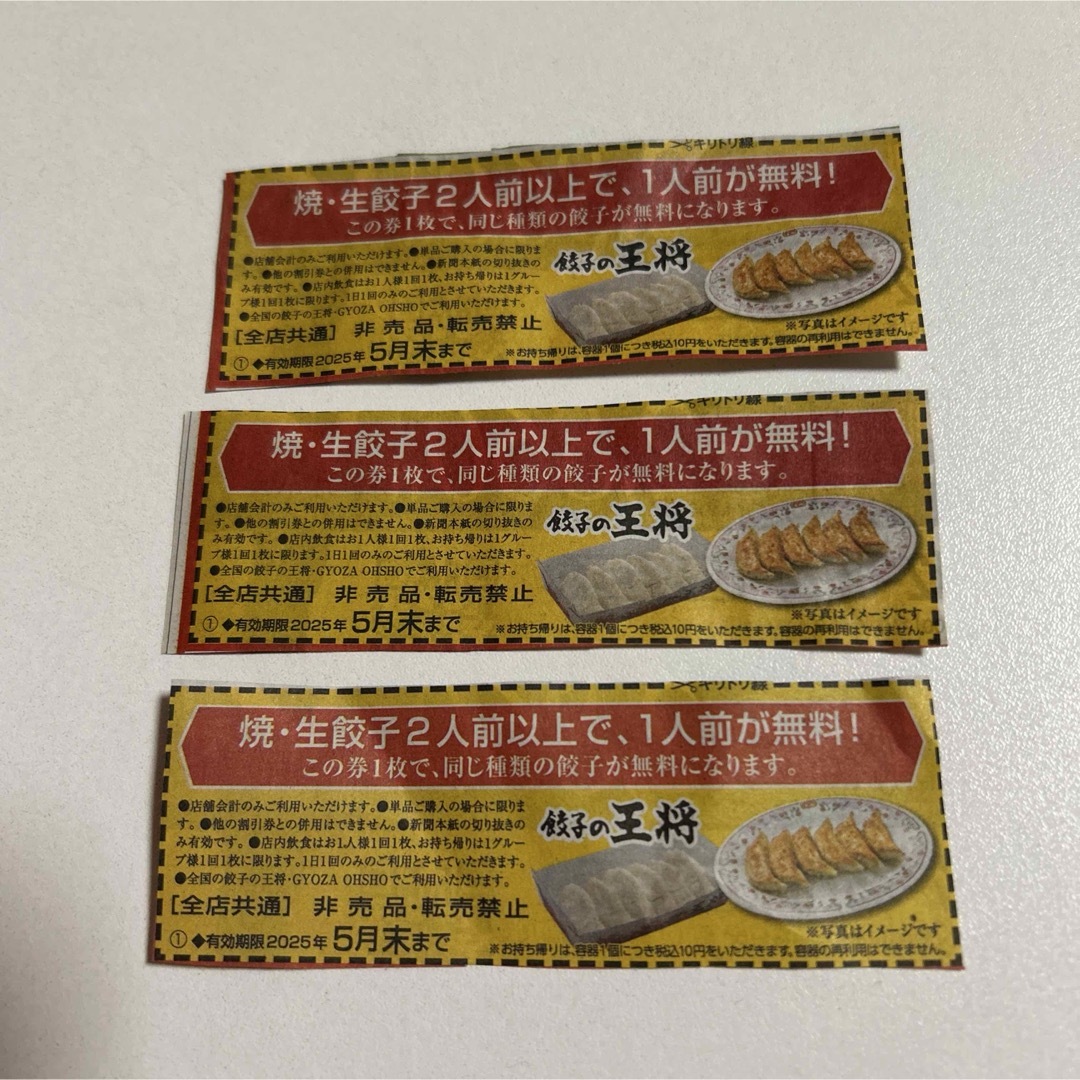 キリトリ線
焼・生餃子2人前以上で、1人前が無料!
この券1枚で、同じ種類の餃子が無料になります。
●店舗会計のみご利用いただけます。●単品ご購入の場合に限りま
す。●他の割引券との併用はできません。●新聞本紙の切り抜きの
み有効です。●店内飲食はお1人様1回1枚、お持ち帰りは1グルー
プ様1回1枚に限ります。1日1回のみのご利用とさせていただきます。
●全国の餃子の王将・GYOZA OHSHOでご利用いただけます。
餃子の王将
[全店共通] 非売品・転売禁止
※写真はイメージです
① ◆有効期限2025年 5月末まで
※お持ち帰りは、容器1個につき税込10円をいただきます。容器の再利用はできません。
キリトリ線
焼・生餃子2人前以上で、1人前が無料!
この券1枚で、同じ種類の餃子が無料になります。
●店舗会計のみご利用いただけます。●単品ご購入の場合に限りま
す。●他の割引券との併用はできません。●新聞本紙の切り抜きの
み有効です。●店内飲食はお1人様1回1枚、お持ち帰りは1グルー
プ様1回1枚に限ります。1日1回のみのご利用とさせていただきます。
●全国の餃子の王将・GYOZA OHSHOでご利用いただけます。
餃子の王将
[全店共通] 非売品・転売禁止
※写真はイメージです
① ◆有効期限2025年 5月末まで
※お持ち帰りは、容器1個につき税込10円をいただきます。容器の再利用はできません。
キリトリ線
焼・生餃子2人前以上で、1人前が無料!
この券1枚で、同じ種類の餃子が無料になります。
●店舗会計のみご利用いただけます。●単品ご購入の場合に限りま
す。●他の割引券との併用はできません。●新聞本紙の切り抜きの
み有効です。●店内飲食はお1人様1回1枚、お持ち帰りは1グルー
プ様1回1枚に限ります。1日1回のみのご利用とさせていただきます。
●全国の餃子の王将・GYOZA OHSHOでご利用いただけます。
餃子の王将
[全店共通] 非売品・転売禁止
※写真はイメージです
① ◆有効期限2025年 5月末まで
※お持ち帰りは、容器1個につき税込10円をいただきます。容器の再利用はできません。